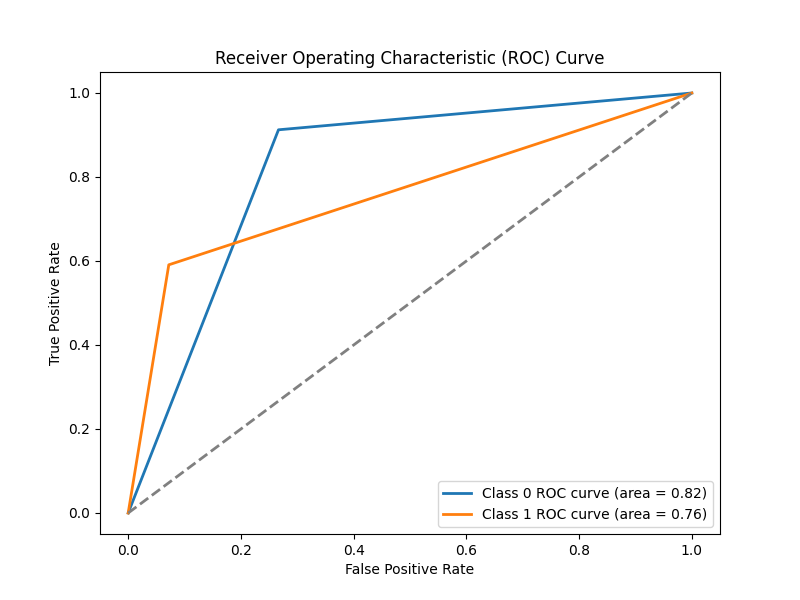 Receiver Operating Characteristic (ROC) Curve
True Positive Rate
1.0
0.8
0.6
0.4
0.2
0.0
Class 0 ROC curve (area = 0.82)
Class 1 ROC curve (area = 0.76)
0.0 0.2 0.4 0.6 0.8 1.0
False Positive Rate